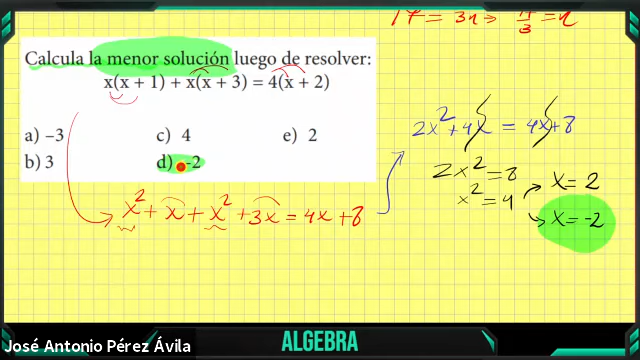 17 = 3x → 17/3 = x
Calcula la menor solución luego de resolver:
x(x + 1) + x(x + 3) = 4(x + 2)
a) –3
c) 4
e) 2
b) 3
d) -2
x² + x + x² + 3x = 4x + 8
2x² + 4x = 4x + 8
2x² = 8
x² = 4
x = 2
x = -2
José Antonio Pérez Ávila
ALGEBRA